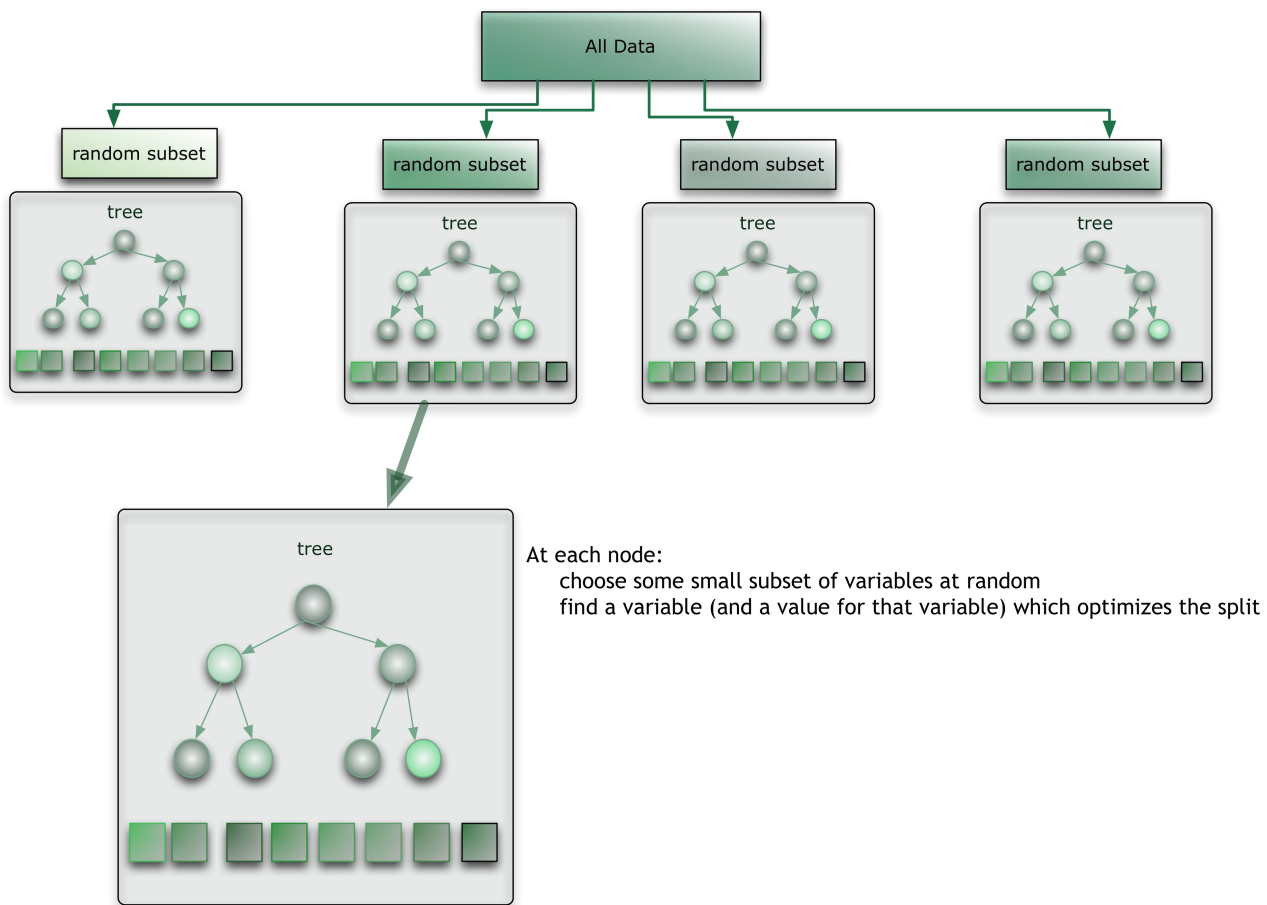 All Data
random subset
random subset
random subset
random subset
tree
tree
tree
tree
tree
At each node:
choose some small subset of variables at random
find a variable (and a value for that variable) which optimizes the split